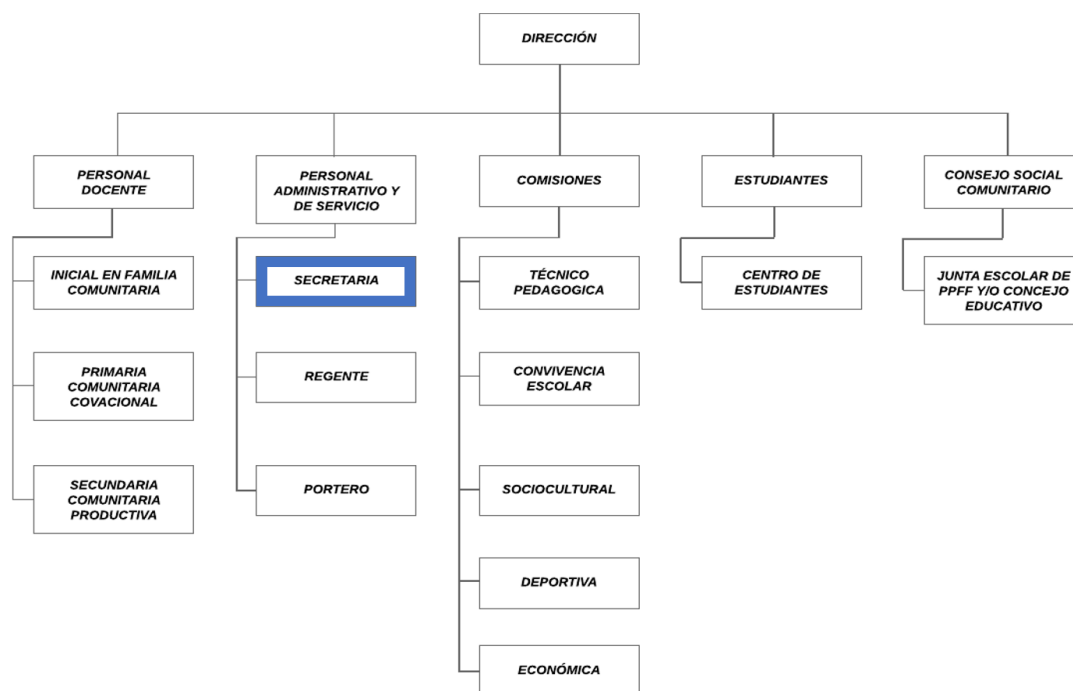 DIRECCIÓN
PERSONAL
DOCENTE
PERSONAL
ADMINISTRATIVO Y
DE SERVICIO
COMISIONES
ESTUDIANTES
CONSEJO SOCIAL
COMUNITARIO
INICIAL EN FAMILIA
COMUNITARIA
SECRETARIA
TÉCNICO
PEDAGOGICA
CENTRO DE
ESTUDIANTES
JUNTA ESCOLAR DE
PPFF Y/O CONCEJO
EDUCATIVO
PRIMARIA
COMUNITARIA
COVACIONAL
REGENTE
CONVIVENCIA
ESCOLAR
SECUNDARIA
COMUNITARIA
PRODUCTIVA
PORTERO
SOCIOCULTURAL
DEPORTIVA
ECONÓMICA